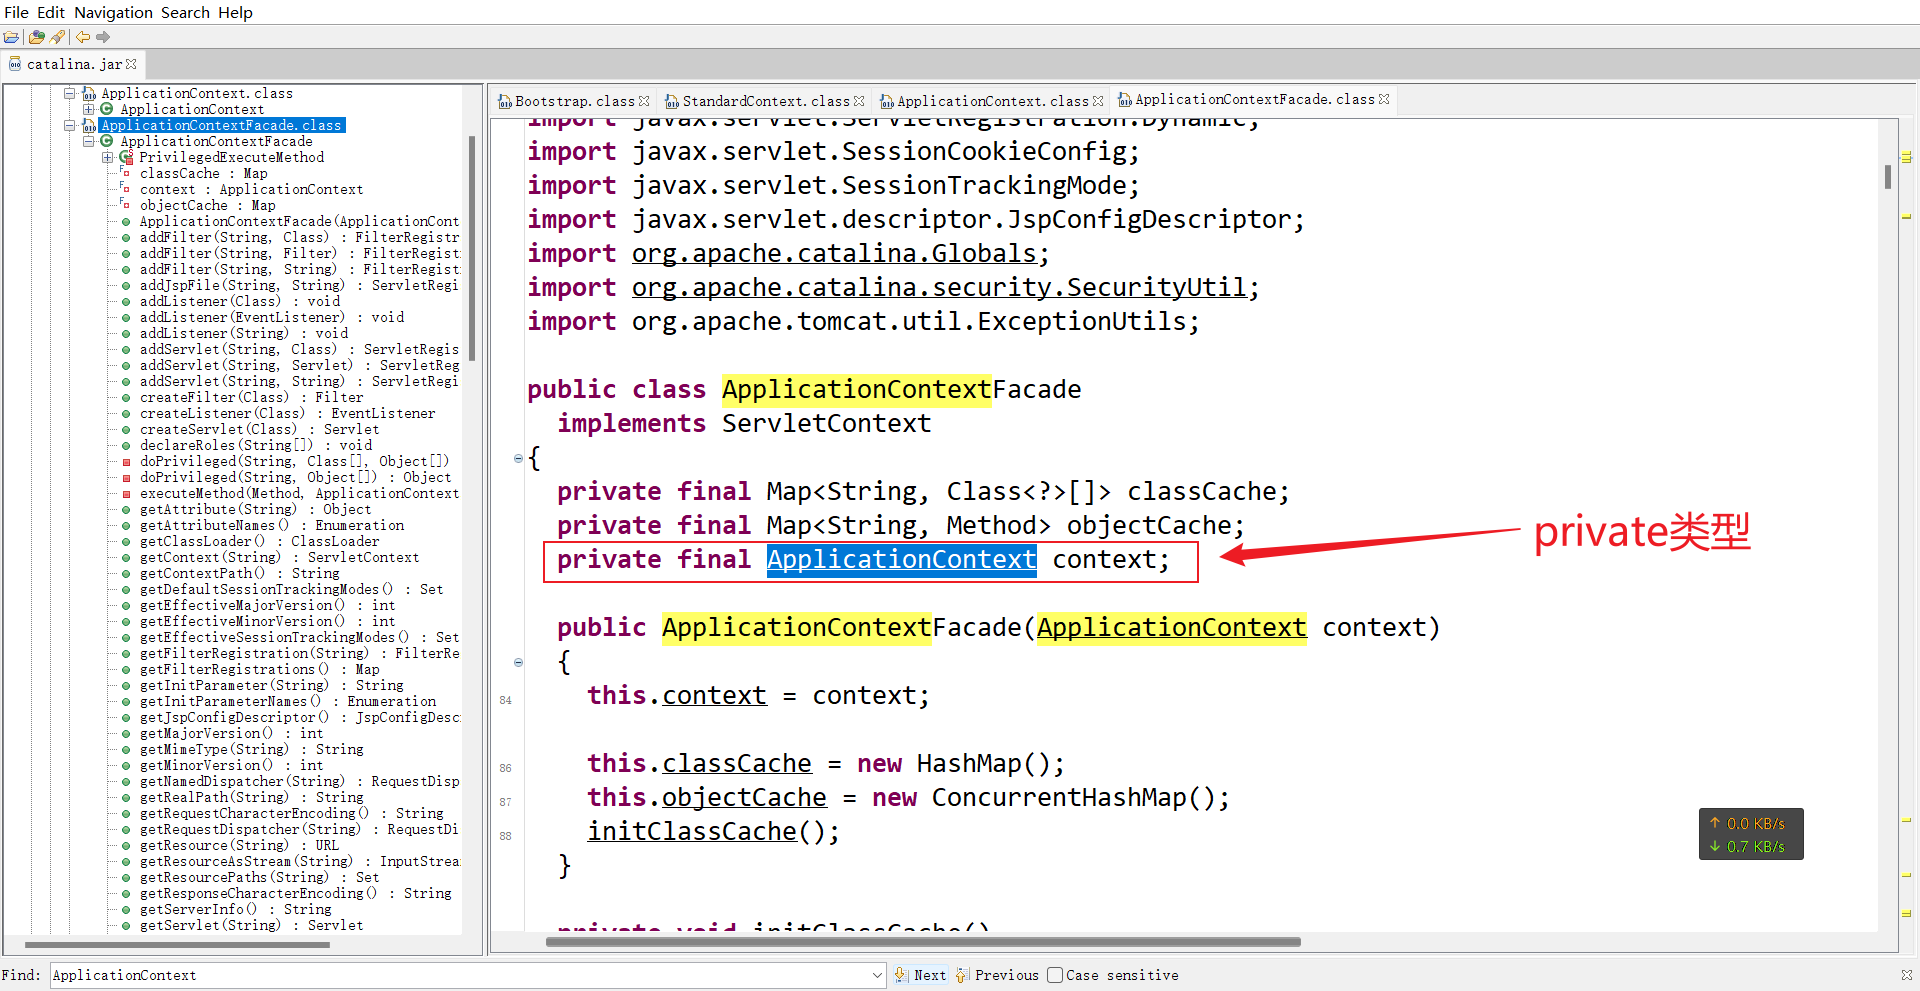 File Edit Navigation Search Help
catalina.jar
ApplicationContext.class
ApplicationContext
ApplicationContextFacade.class
ApplicationContextFacade
PrivilegedExecuteMethod
classCache : Map
context : ApplicationContext
objectCache : Map
ApplicationContextFacade(ApplicationCont
addFilter(String, Class) : FilterRegistr
addFilter(String, Filter) : FilterRegist
addFilter(String, String) : FilterRegist
addJspFile(String, String) : ServletRegi
addListener(Class) : void
addListener(EventListener) : void
addListener(String) : void
addServlet(String, Class) : ServletRegis
addServlet(String, Servlet) : ServletReg
addServlet(String, String) : ServletRegi
createFilter(Class) : Filter
createListener(Class) : EventListener
createServlet(Class) : Servlet
declareRoles(String[]) : void
doPrivileged(String, Class[], Object[])
doPrivileged(String, Object[]) : Object
executeMethod(Method, ApplicationContext
getAttribute(String) : Object
getAttributeNames() : Enumeration
getClassLoader() : ClassLoader
getContext(String) : ServletContext
getContextPath() : String
getDefaultSessionTrackingModes() : Set
getEffectiveMajorVersion() : int
getEffectiveMinorVersion() : int
getEffectiveSessionTrackingModes() : Set
getFilterRegistration(String) : FilterRe
getFilterRegistrations() : Map
getInitParameter(String) : String
getInitParameterNames() : Enumeration
getJspConfigDescriptor() : JspConfigDesc
getMajorVersion() : int
getMimeType(String) : String
getMinorVersion() : int
getNamedDispatcher(String) : RequestDisp
getRealPath(String) : String
getRequestCharacterEncoding() : String
getRequestDispatcher(String) : RequestDi
getResource(String) : URL
getResourceAsStream(String) : InputStrea
getResourcePaths(String) : Set
getResponseCharacterEncoding() : String
getServerInfo() : String
getServlet(String) : Servlet
Bootstrap.class StandardContext.class ApplicationContext.class ApplicationContextFacade.class
import javax.servlet.ServletRegistration.Dynamic;
import javax.servlet.SessionCookieConfig;
import javax.servlet.SessionTrackingMode;
import javax.servlet.descriptor.JspConfigDescriptor;
import org.apache.catalina.Globals;
import org.apache.catalina.security.SecurityUtil;
import org.apache.tomcat.util.ExceptionUtils;
public class ApplicationContextFacade
implements ServletContext
{
private final Map<String, Class<?>[]> classCache;
private final Map<String, Method> objectCache;
private final ApplicationContext context;
private类型
public ApplicationContextFacade(ApplicationContext context)
{
84 this.context = context;
86 this.classCache = new HashMap();
87 this.objectCache = new ConcurrentHashMap();
88 initClassCache();
}
private void initClassCache()
↑ 0.0 KB/s
↓ 0.7 KB/s
Find: ApplicationContext Next Previous Case sensitive